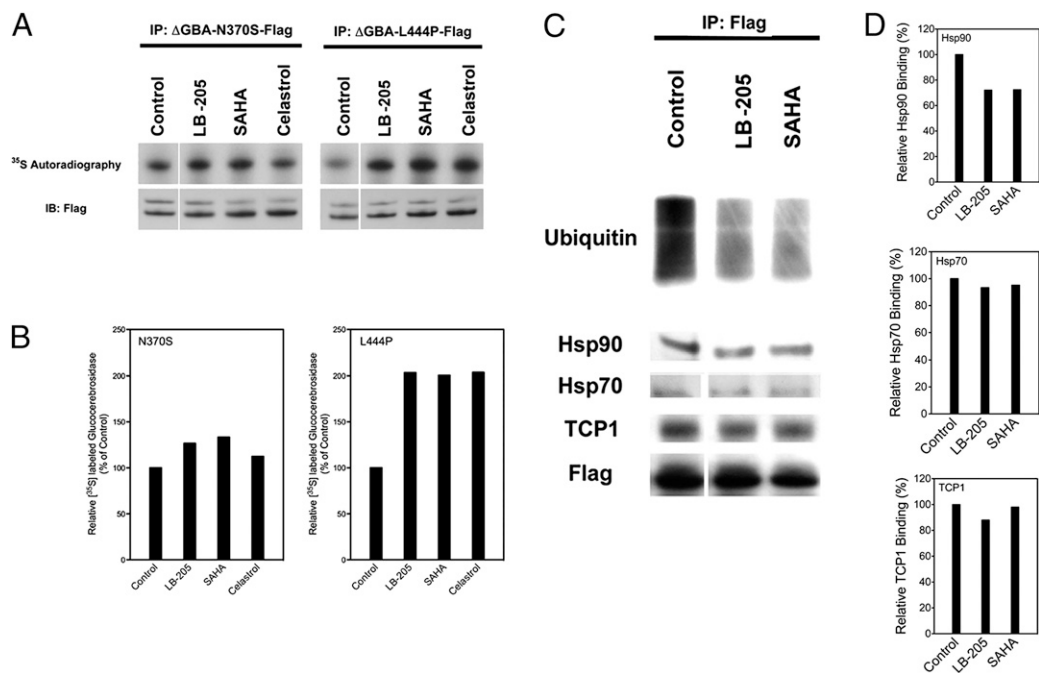 A
IP: ΔGBA-N370S-Flag
IP: ΔGBA-L444P-Flag
Control
LB-205
SAHA
Celastrol
Control
LB-205
SAHA
Celastrol
³⁵S Autoradiography
IB: Flag
B
Relative [³⁵S] labeled Glucocerebrosidase
(% of Control)
250
200
150
100
50
0
N370S
Control
LB-205
SAHA
Celastrol
Relative [³⁵S] labeled Glucocerebrosidase
(% of Control)
250
200
150
100
50
0
L444P
Control
LB-205
SAHA
Celastrol
C
IP: Flag
Control
LB-205
SAHA
Ubiquitin
Hsp90
Hsp70
TCP1
Flag
D
Relative Hsp90 Binding (%)
120
100
80
60
40
20
0
Hsp90
Control
LB-205
SAHA
Relative Hsp70 Binding (%)
120
100
80
60
40
20
0
Hsp70
Control
LB-205
SAHA
Relative TCP1 Binding (%)
120
100
80
60
40
20
0
TCP1
Control
LB-205
SAHA